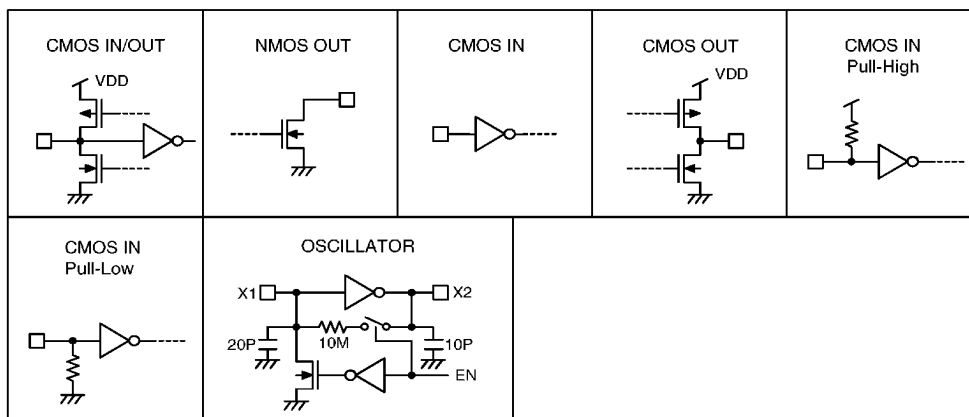 CMOS IN/OUT
VDD
NMOS OUT
CMOS IN
CMOS OUT
VDD
CMOS IN
Pull-High
CMOS IN
Pull-Low
OSCILLATOR
X1
X2
20P
10M
10P
EN